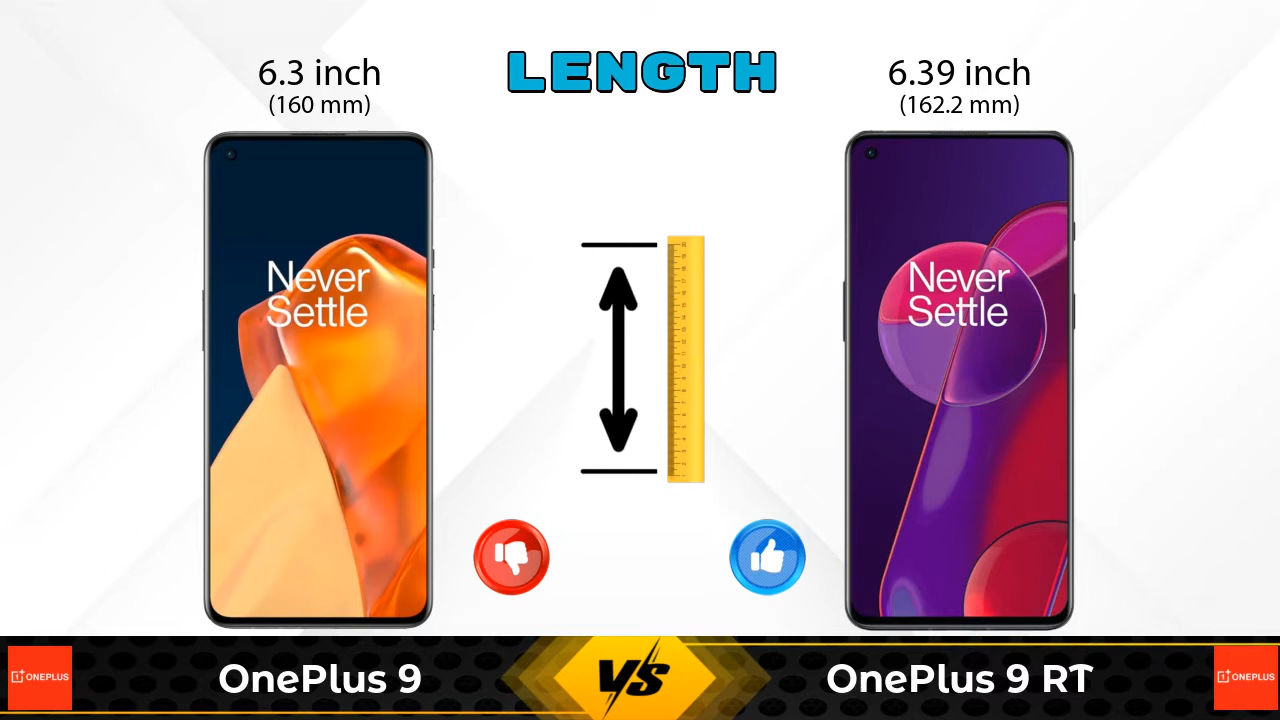 LENGTH
6.3 inch
(160 mm)
6.39 inch
(162.2 mm)
Never
Settle
Never
Settle
ONEPLUS
OnePlus 9
VS
OnePlus 9 RT
ONEPLUS